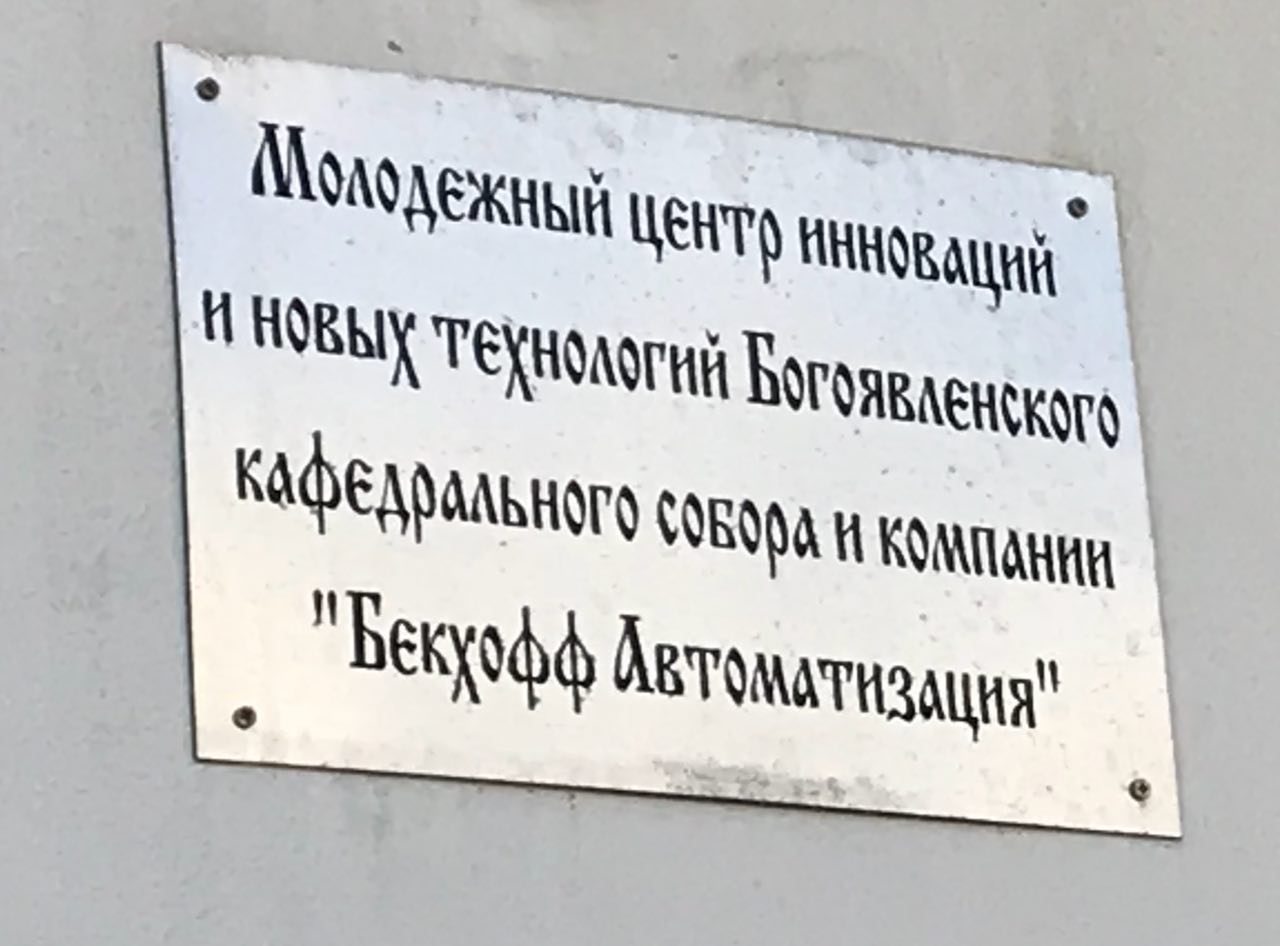 Молодежный центр инноваций
и новых технологий Богоявленского
кафедрального собора и компании
"Бекхофф Автоматизация"